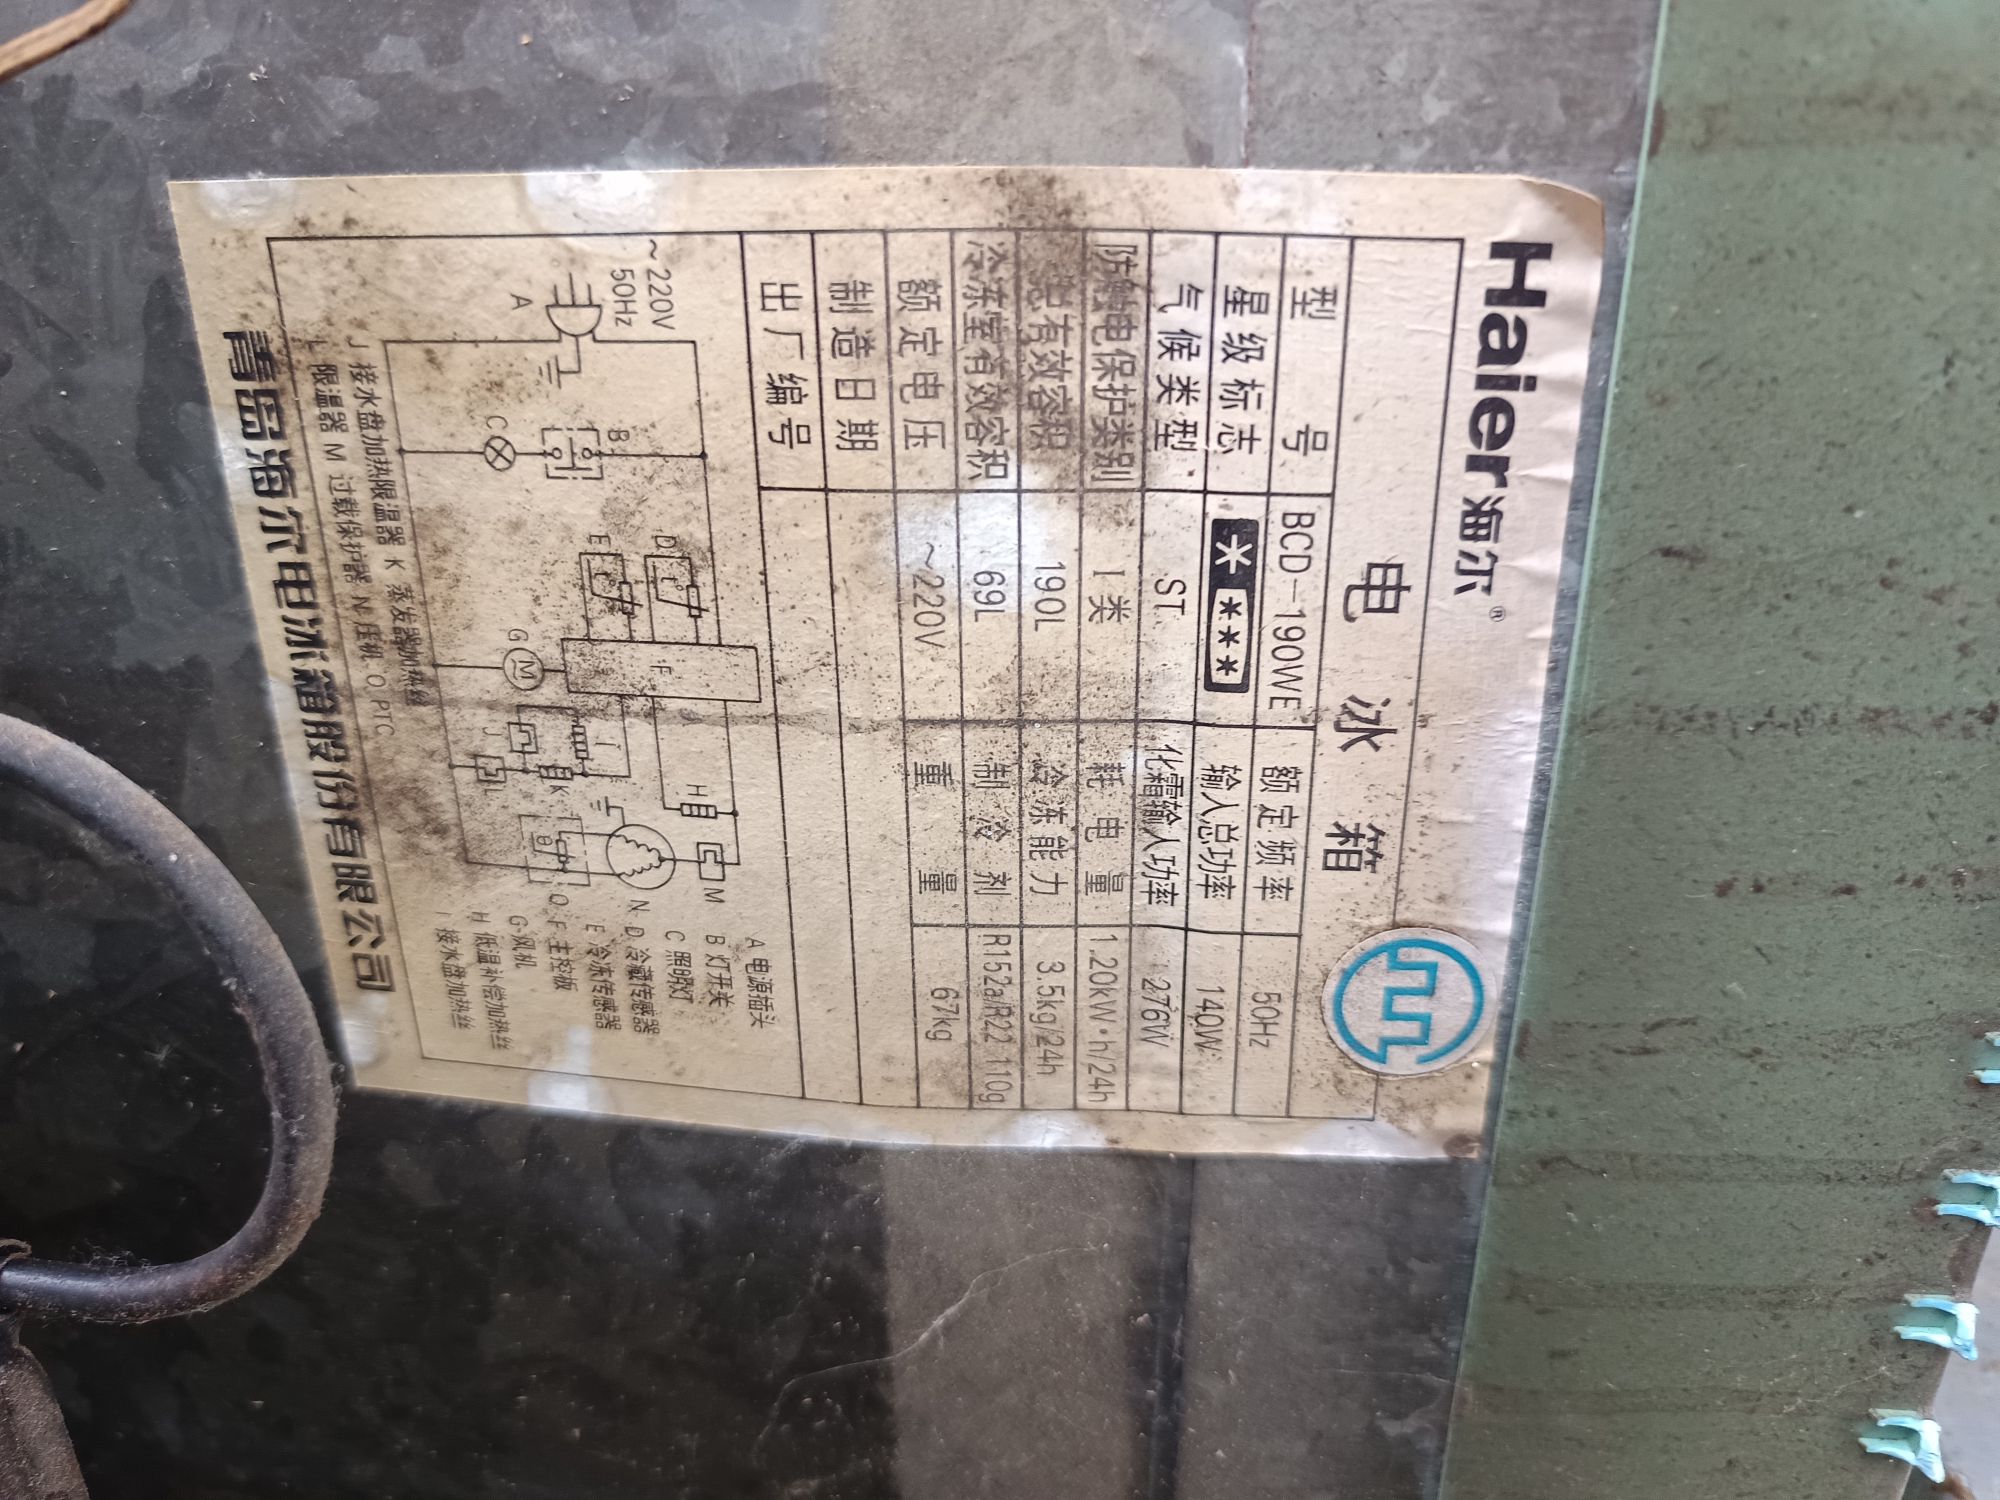 Haier海尔®
电 冰 箱
型 号 BCD-190WE 额定频率 50Hz
星级标志 **** 输入总功率 140W
气候类型 ST 化霜输入功率 276W
防触电保护类别 I类 耗电量 1.20kW·h/24h
总有效容积 190L 冷冻能力 3.5kg/24h
冷冻室有效容积 69L 制冷剂 R152a/R22 110g
额定电压 ~220V 重量 67kg
制造日期
出厂编号
~220V
50Hz
A
B
C
D
t°
E
t°
F
G
M
H
I
J
K
L
M
N
O
θ
A 电源插头
B 灯开关
C 照明灯
D 冷藏传感器
E 冷冻传感器
F 主控板
G 风机
H 低温补偿加热丝
I 接水盘加热丝
J 接水盘加热限温器 K 蒸发器加热丝
L 限温器 M 过载保护器 N 压机 O PTC
青岛海尔电冰箱股份有限公司